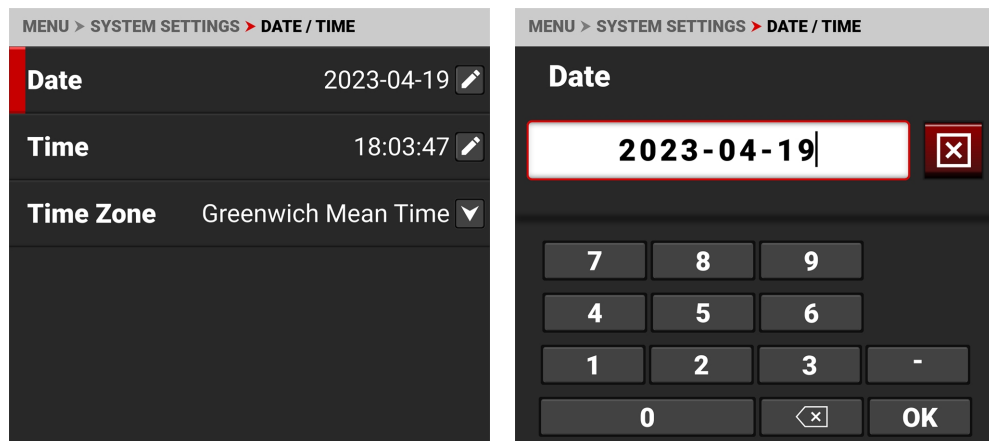 MENU > SYSTEM SETTINGS > DATE / TIME
Date 2023-04-19
Time 18:03:47
Time Zone Greenwich Mean Time
MENU > SYSTEM SETTINGS > DATE / TIME
Date
2023-04-19
7 8 9
4 5 6
1 2 3 -
0 OK